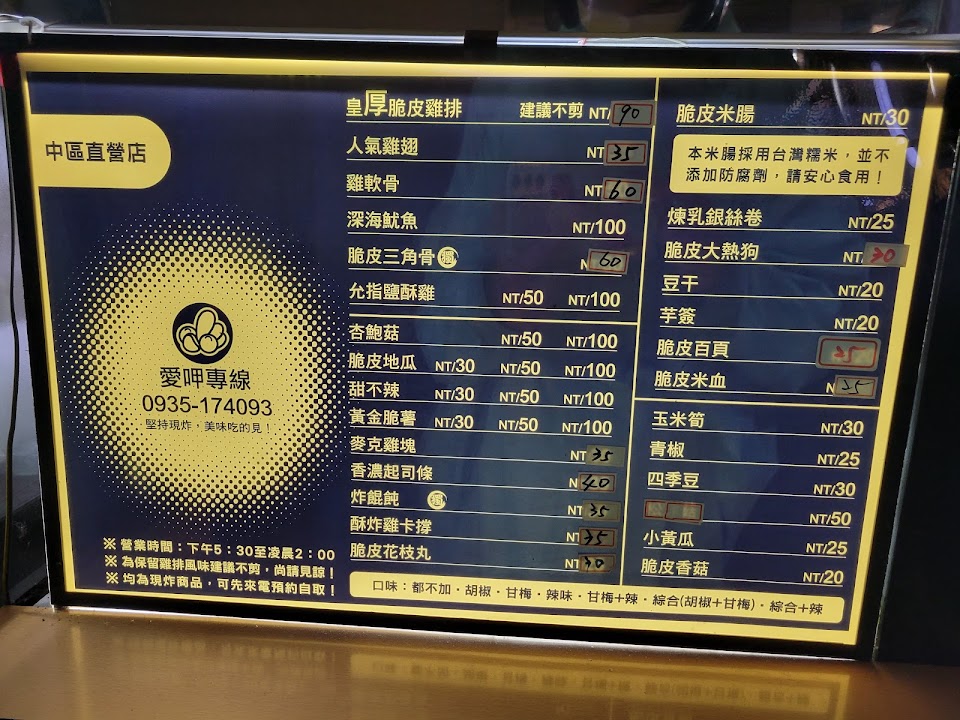 中區直營店
愛呷專線
0935-174093
堅持現炸，美味吃的見！
※ 營業時間：下午5：30至凌晨2：00
※ 為保留雞排風味建議不剪，尚請見諒！
※ 均為現炸商品，可先來電預約自取！
皇厚脆皮雞排 建議不剪 NT/90
人氣雞翅 NT 35
雞軟骨 NT 60
深海魷魚 NT/100
脆皮三角骨 獨 N 60
允指鹽酥雞 NT/50 NT/100
杏鮑菇 NT/50 NT/100
脆皮地瓜 NT/30 NT/50 NT/100
甜不辣 NT/30 NT/50 NT/100
黃金脆薯 NT/30 NT/50 NT/100
麥克雞塊 NT 35
香濃起司條 N 40
炸餛飩 獨 NT 35
酥炸雞卡撐 NT 35
脆皮花枝丸 NT 30
脆皮米腸 NT/30
本米腸採用台灣糯米，並不
添加防腐劑，請安心食用！
煉乳銀絲卷 NT/25
脆皮大熱狗 NT/30
豆干 NT/20
芋簽 NT/20
脆皮百頁 25
脆皮米血 N 25
玉米筍 NT/30
青椒 NT/25
四季豆 NT/30
NT/50
小黃瓜 NT/25
脆皮香菇 NT/20
口味：都不加．胡椒．甘梅．辣味．甘梅＋辣．綜合(胡椒＋甘梅)．綜合＋辣